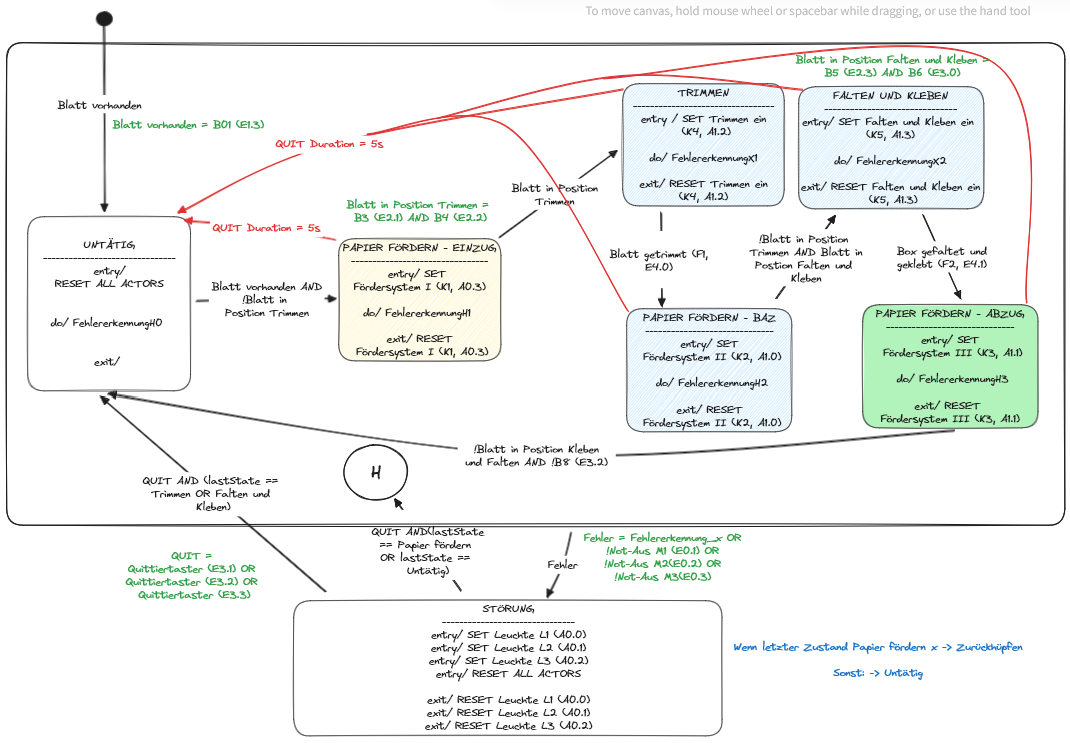 To move canvas, hold mouse wheel or spacebar while dragging, or use the hand tool
Blatt vorhanden
Blatt vorhanden = B01 (E1.3)
QUIT Duration = 5s
QUIT Duration = 5s
UNTÄTIG
--------------------------------
entry/
RESET ALL ACTORS
do/ FehlererkennungH0
exit/
Blatt vorhanden AND
!Blatt in
Position Trimmen
Blatt in Position Trimmen =
B3 (E2.1) AND B4 (E2.2)
PAPIER FÖRDERN - EINZUG
--------------------------------
entry/ SET
Fördersystem I (K1, A0.3)
do/ FehlererkennungH1
exit/ RESET
Fördersystem I (K1, A0.3)
Blatt in Position
Trimmen
TRIMMEN
--------------------------------
entry / SET Trimmen ein
(K4, A1.2)
do/ FehlererkennungX1
exit/ RESET Trimmen ein
(K4, A1.2)
Blatt in Position Falten und Kleben =
B5 (E2.3) AND B6 (E3.0)
FALTEN UND KLEBEN
--------------------------------
entry/ SET Falten und Kleben ein
(K5, A1.3)
do/ FehlererkennungX2
exit/ RESET Falten und Kleben ein
(K5, A1.3)
Blatt getrimmt (F1,
E4.0)
!Blatt in Position
Trimmen AND Blatt in
Postion Falten und
Kleben
Box gefaltet und
geklebt (F2, E4.1)
PAPIER FÖRDERN - BAZ
--------------------------------
entry/ SET
Fördersystem II (K2, A1.0)
do/ FehlererkennungH2
exit/ RESET
Fördersystem II (K2, A1.0)
PAPIER FÖRDERN - ABZUG
--------------------------------
entry/ SET
Fördersystem III (K3, A1.1)
do/ FehlererkennungH3
exit/ RESET
Fördersystem III (K3, A1.1)
!Blatt in Position Kleben
und Falten AND !B8 (E3.2)
H
QUIT AND (lastState ==
Trimmen OR Falten und
Kleben)
QUIT AND(lastState
== Papier fördern
OR lastState ==
Untätig)
Fehler
Fehler = Fehlererkennung_x OR
!Not-Aus M1 (E0.1) OR
!Not-Aus M2(E0.2) OR
!Not-Aus M3(E0.3)
QUIT =
Quittiertaster (E3.1) OR
Quittiertaster (E3.2) OR
Quittiertaster (E3.3)
STÖRUNG
--------------------------------
entry/ SET Leuchte L1 (A0.0)
entry/ SET Leuchte L2 (A0.1)
entry/ SET Leuchte L3 (A0.2)
entry/ RESET ALL ACTORS
exit/ RESET Leuchte L1 (A0.0)
exit/ RESET Leuchte L2 (A0.1)
exit/ RESET Leuchte L3 (A0.2)
Wenn letzter Zustand Papier fördern x -> Zurückhüpfen
Sonst: -> Untätig